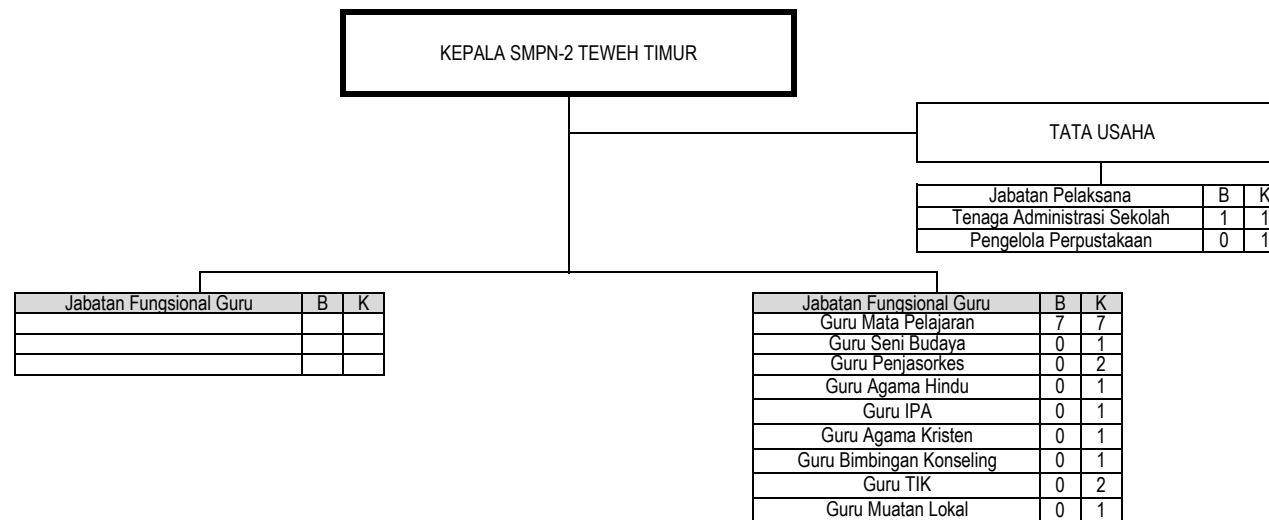 KEPALA SMPN-2 TEWEH TIMUR
TATA USAHA
Jabatan Pelaksana B K
Tenaga Administrasi Sekolah 1 1
Pengelola Perpustakaan 0 1
Jabatan Fungsional Guru B K
Jabatan Fungsional Guru B K
Guru Mata Pelajaran 7 7
Guru Seni Budaya 0 1
Guru Penjasorkes 0 2
Guru Agama Hindu 0 1
Guru IPA 0 1
Guru Agama Kristen 0 1
Guru Bimbingan Konseling 0 1
Guru TIK 0 2
Guru Muatan Lokal 0 1